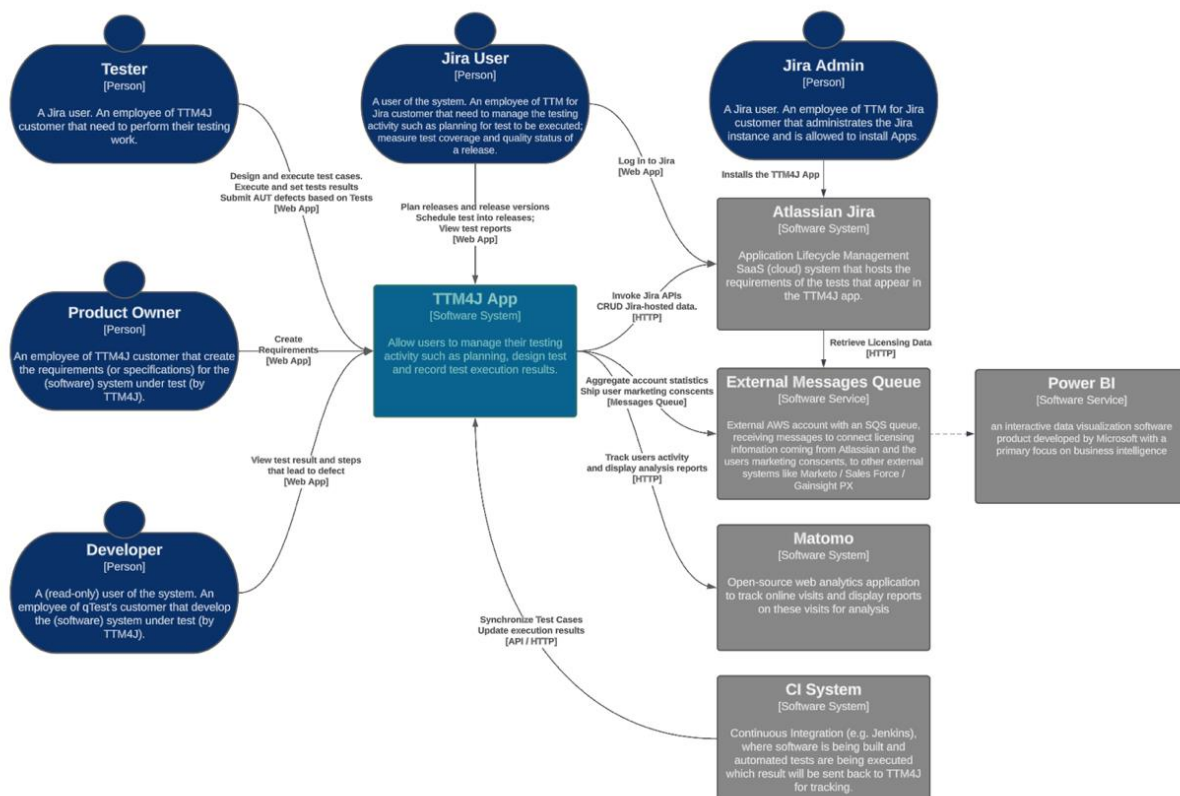 Tester
[Person]
A Jira user. An employee of TTM4J
customer that need to perform their testing
work.
Jira User
[Person]
A user of the system. An employee of TTM for
Jira customer that need to manage the testing
activity such as planning for test to be executed;
measure test coverage and quality status of
a release.
Jira Admin
[Person]
A Jira user. An employee of TTM for Jira
customer that administrates the Jira
instance and is allowed to install Apps.
Design and execute test cases.
Execute and set tests results
Submit AUT defects based on Tests
[Web App]
Plan releases and release versions
Schedule test into releases;
View test reports
[Web App]
Log In to Jira
[Web App]
Installs the TTM4J App
Atlassian Jira
[Software System]
Application Lifecycle Management
SaaS (cloud) system that hosts the
requirements of the tests that appear in
the TTM4J app.
Product Owner
[Person]
An employee of TTM4J customer that create
the requirements (or specifications) for the
(software) system under test (by
TTM4J).
Create
Requirements
[Web App]
TTM4J App
[Software System]
Allow users to manage their testing
activity such as planning, design test
and record test execution results.
Invoke Jira APIs
CRUD Jira-hosted data.
[HTTP]
Retrieve Licensing Data
[HTTP]
Aggregate account statistics
Ship user marketing conscents
[Messages Queue]
External Messages Queue
[Software Service]
External AWS account with an SQS queue,
receiving messages to connect licensing
infomation coming from Atlassian and the
users marketing conscents, to other external
systems like Marketo / Sales Force /
Gainsight PX
Power BI
[Software Service]
an interactive data visualization software
product developed by Microsoft with a
primary focus on business intelligence
View test result and steps
that lead to defect
[Web App]
Track users activity
and display analysis reports
[HTTP]
Developer
[Person]
A (read-only) user of the system. An
employee of qTest's customer that develop
the (software) system under test (by
TTM4J).
Matomo
[Software System]
Open-source web analytics application
to track online visits and display reports
on these visits for analysis
Synchronize Test Cases
Update execution results
[API / HTTP]
CI System
[Software System]
Continuous Integration (e.g. Jenkins),
where software is being built and
automated tests are being executed
which result will be sent back to TTM4J
for tracking.